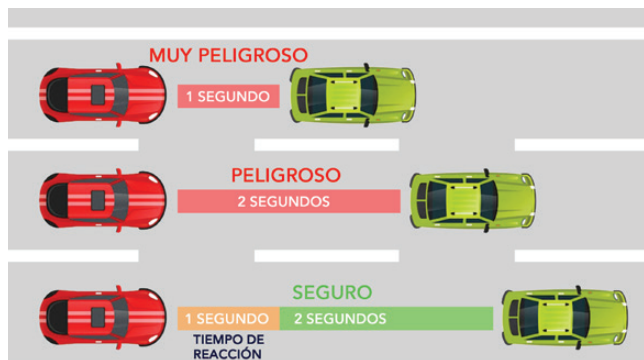 MUY PELIGROSO
1 SEGUNDO
PELIGROSO
2 SEGUNDOS
SEGURO
1 SEGUNDO
2 SEGUNDOS
TIEMPO DE
REACCIÓN